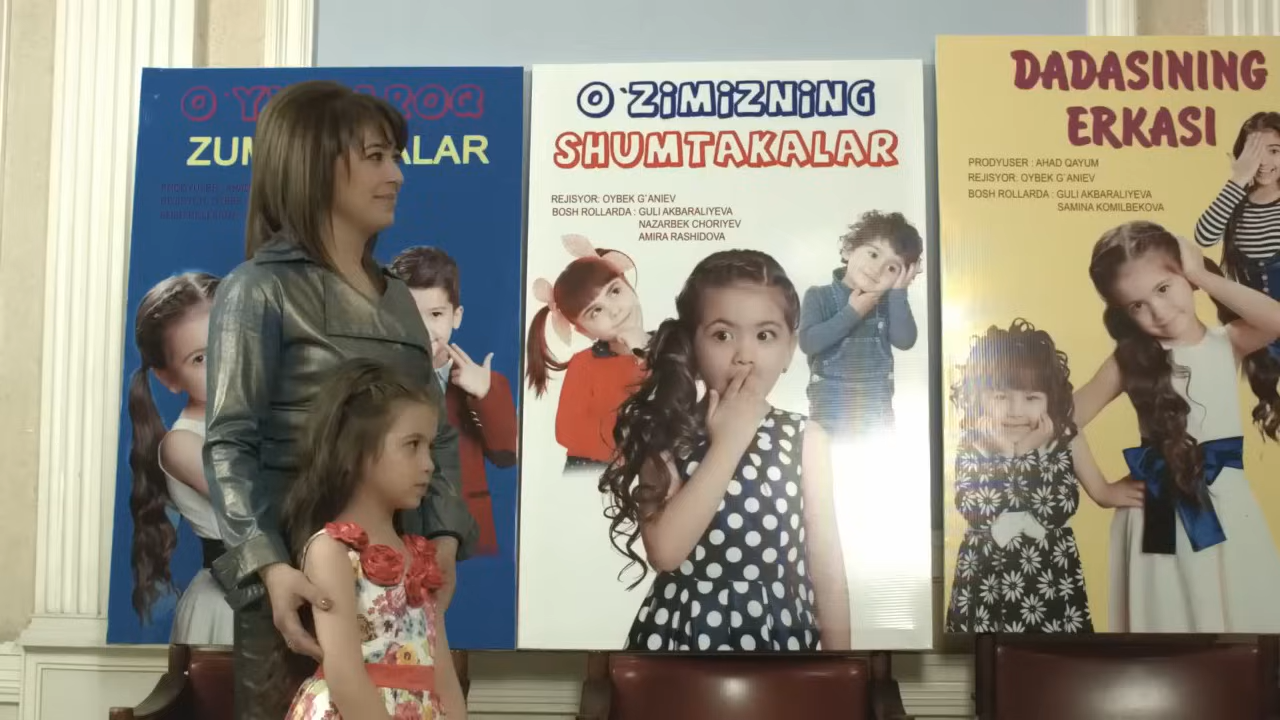 ZUM
ALAR
O`ZIMIZNING
SHUMTAKALAR
REJISYOR: OYBEK G`ANIEV
BOSH ROLLARDA : GULI AKBARALIYEVA
NAZARBEK CHORIYEV
AMIRA RASHIDOVA
DADASINING
ERKASI
PRODYUSER : AHAD QAYUM
REJISYOR: OYBEK G`ANIEV
BOSH ROLLARDA : GULI AKBARALIYEVA
SAMINA KOMILBEKOVA